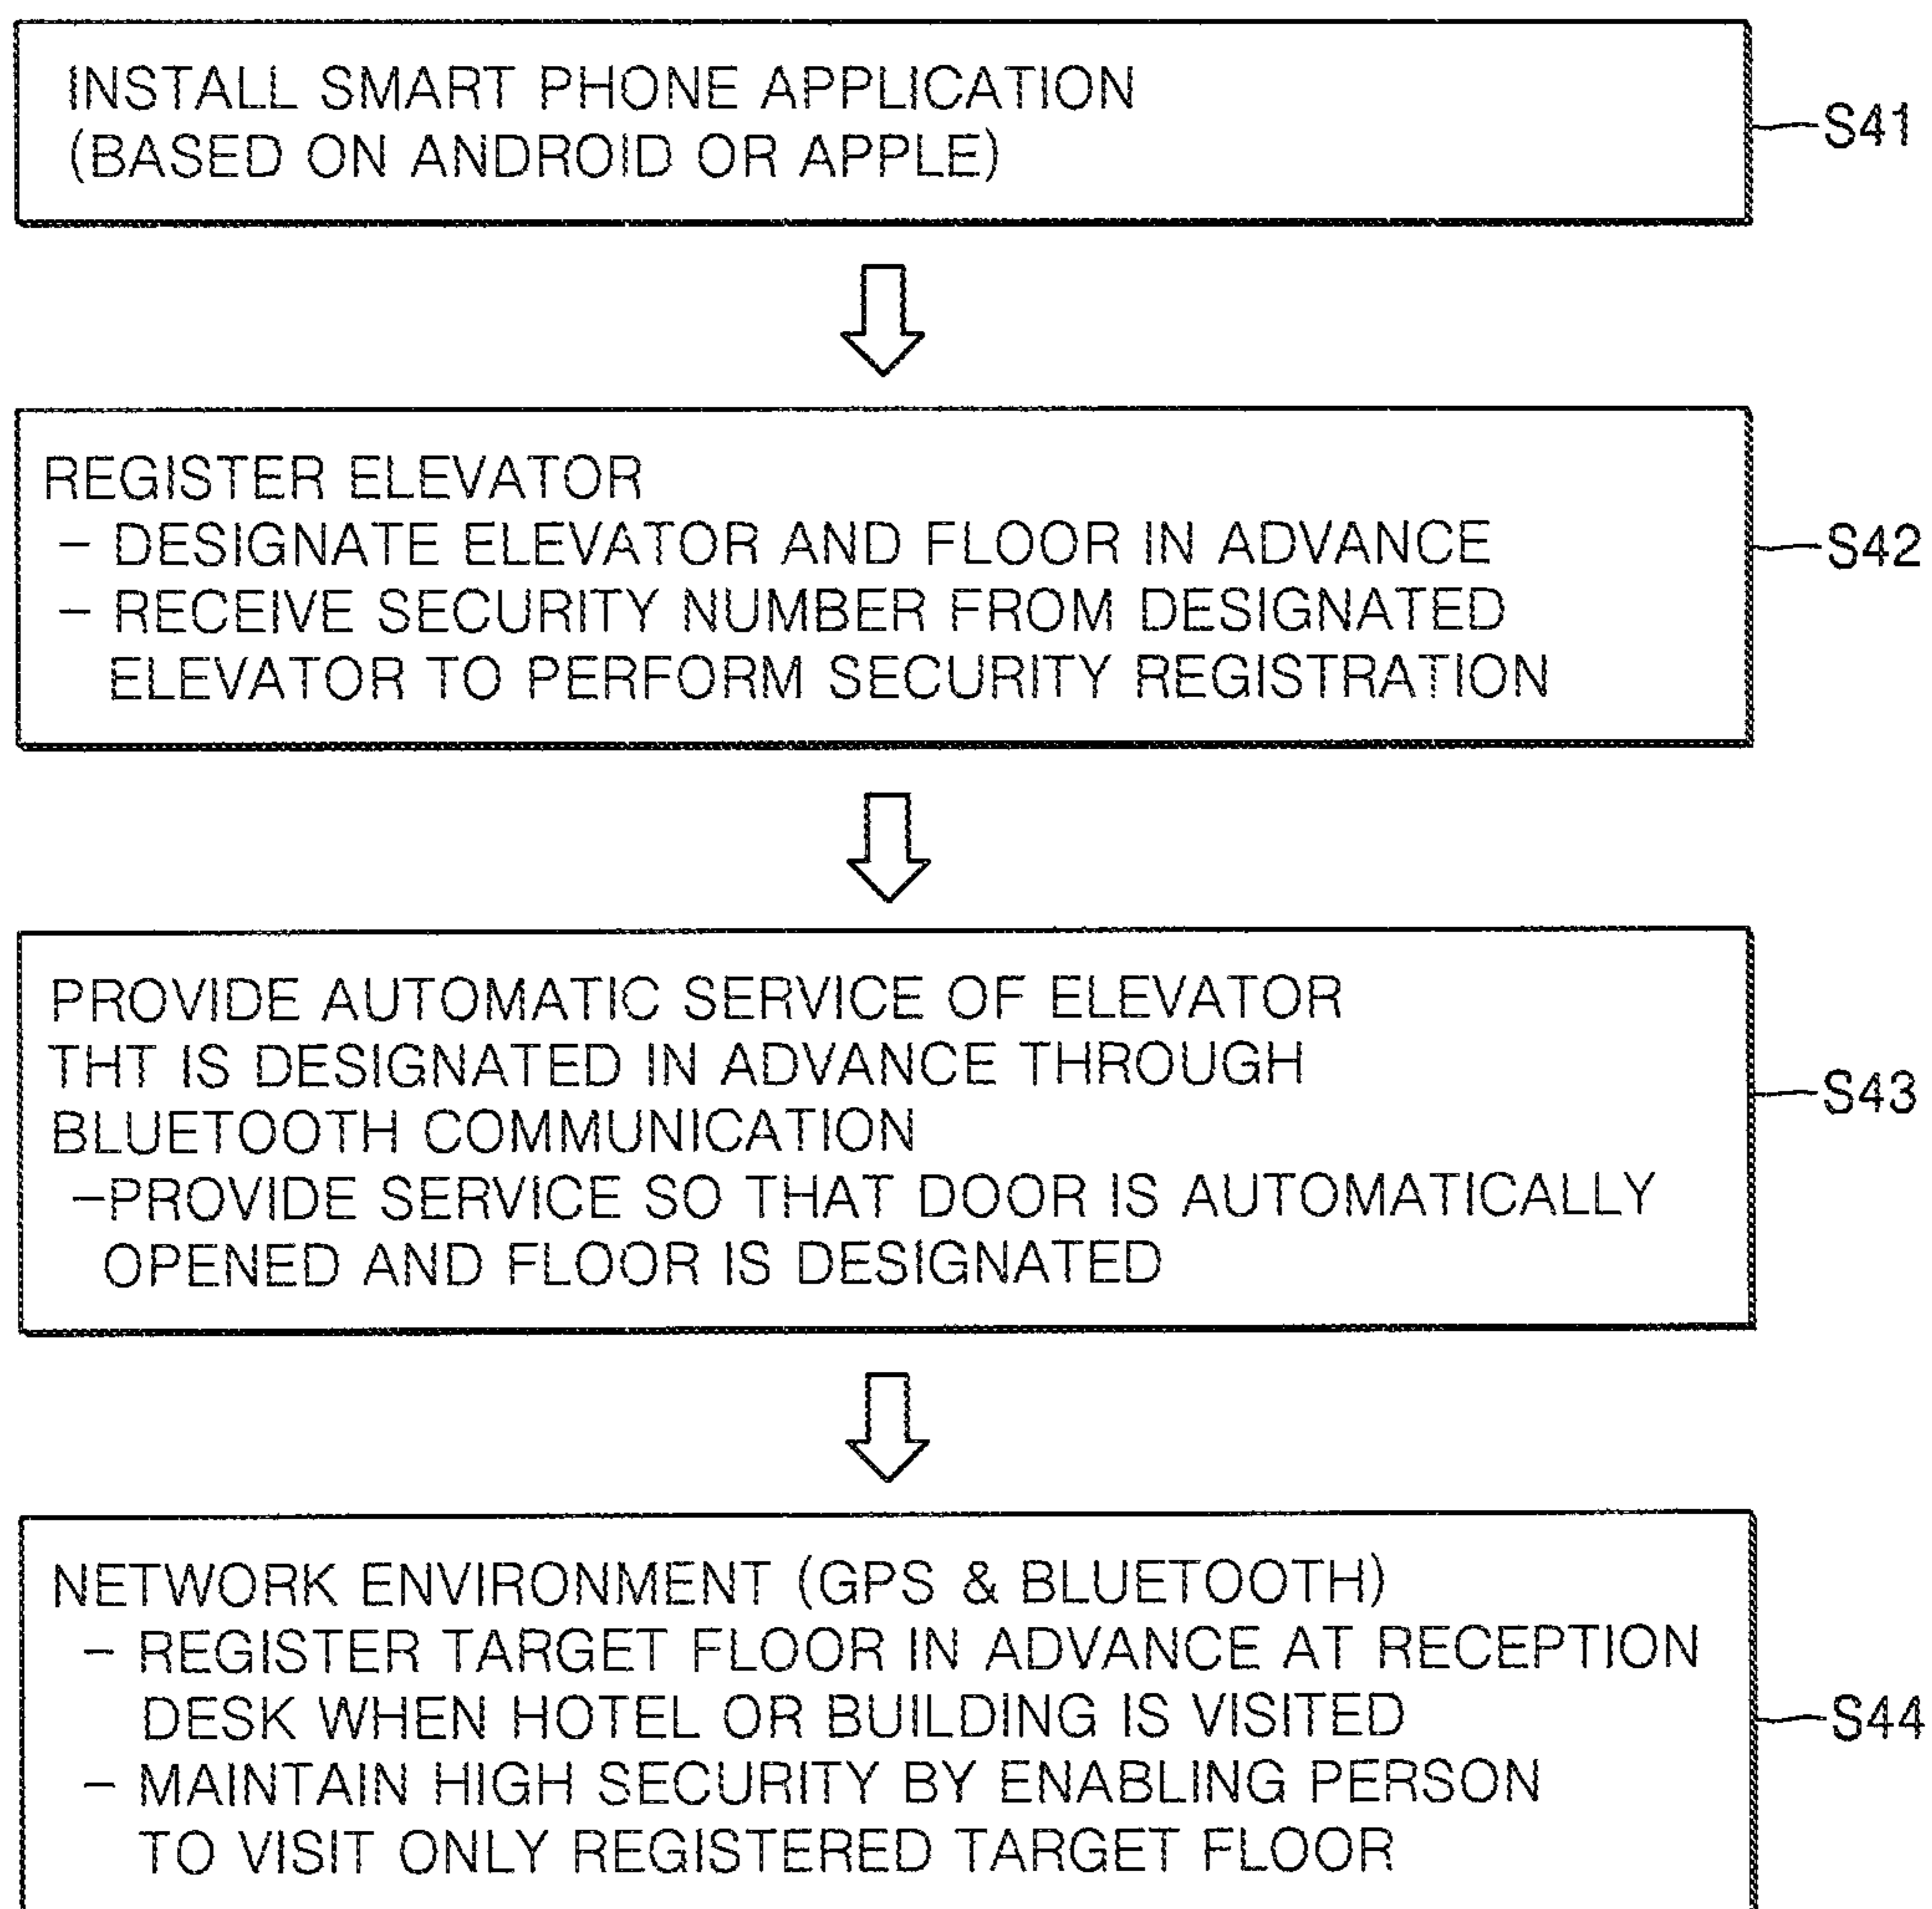 INSTALL SMART PHONE APPLICATION
(BASED ON ANDROID OR APPLE)
S41
REGISTER ELEVATOR
- DESIGNATE ELEVATOR AND FLOOR IN ADVANCE
- RECEIVE SECURITY NUMBER FROM DESIGNATED
ELEVATOR TO PERFORM SECURITY REGISTRATION
S42
PROVIDE AUTOMATIC SERVICE OF ELEVATOR
THT IS DESIGNATED IN ADVANCE THROUGH
BLUETOOTH COMMUNICATION
-PROVIDE SERVICE SO THAT DOOR IS AUTOMATICALLY
OPENED AND FLOOR IS DESIGNATED
S43
NETWORK ENVIRONMENT (GPS & BLUETOOTH)
- REGISTER TARGET FLOOR IN ADVANCE AT RECEPTION
DESK WHEN HOTEL OR BUILDING IS VISITED
- MAINTAIN HIGH SECURITY BY ENABLING PERSON
TO VISIT ONLY REGISTERED TARGET FLOOR
S44